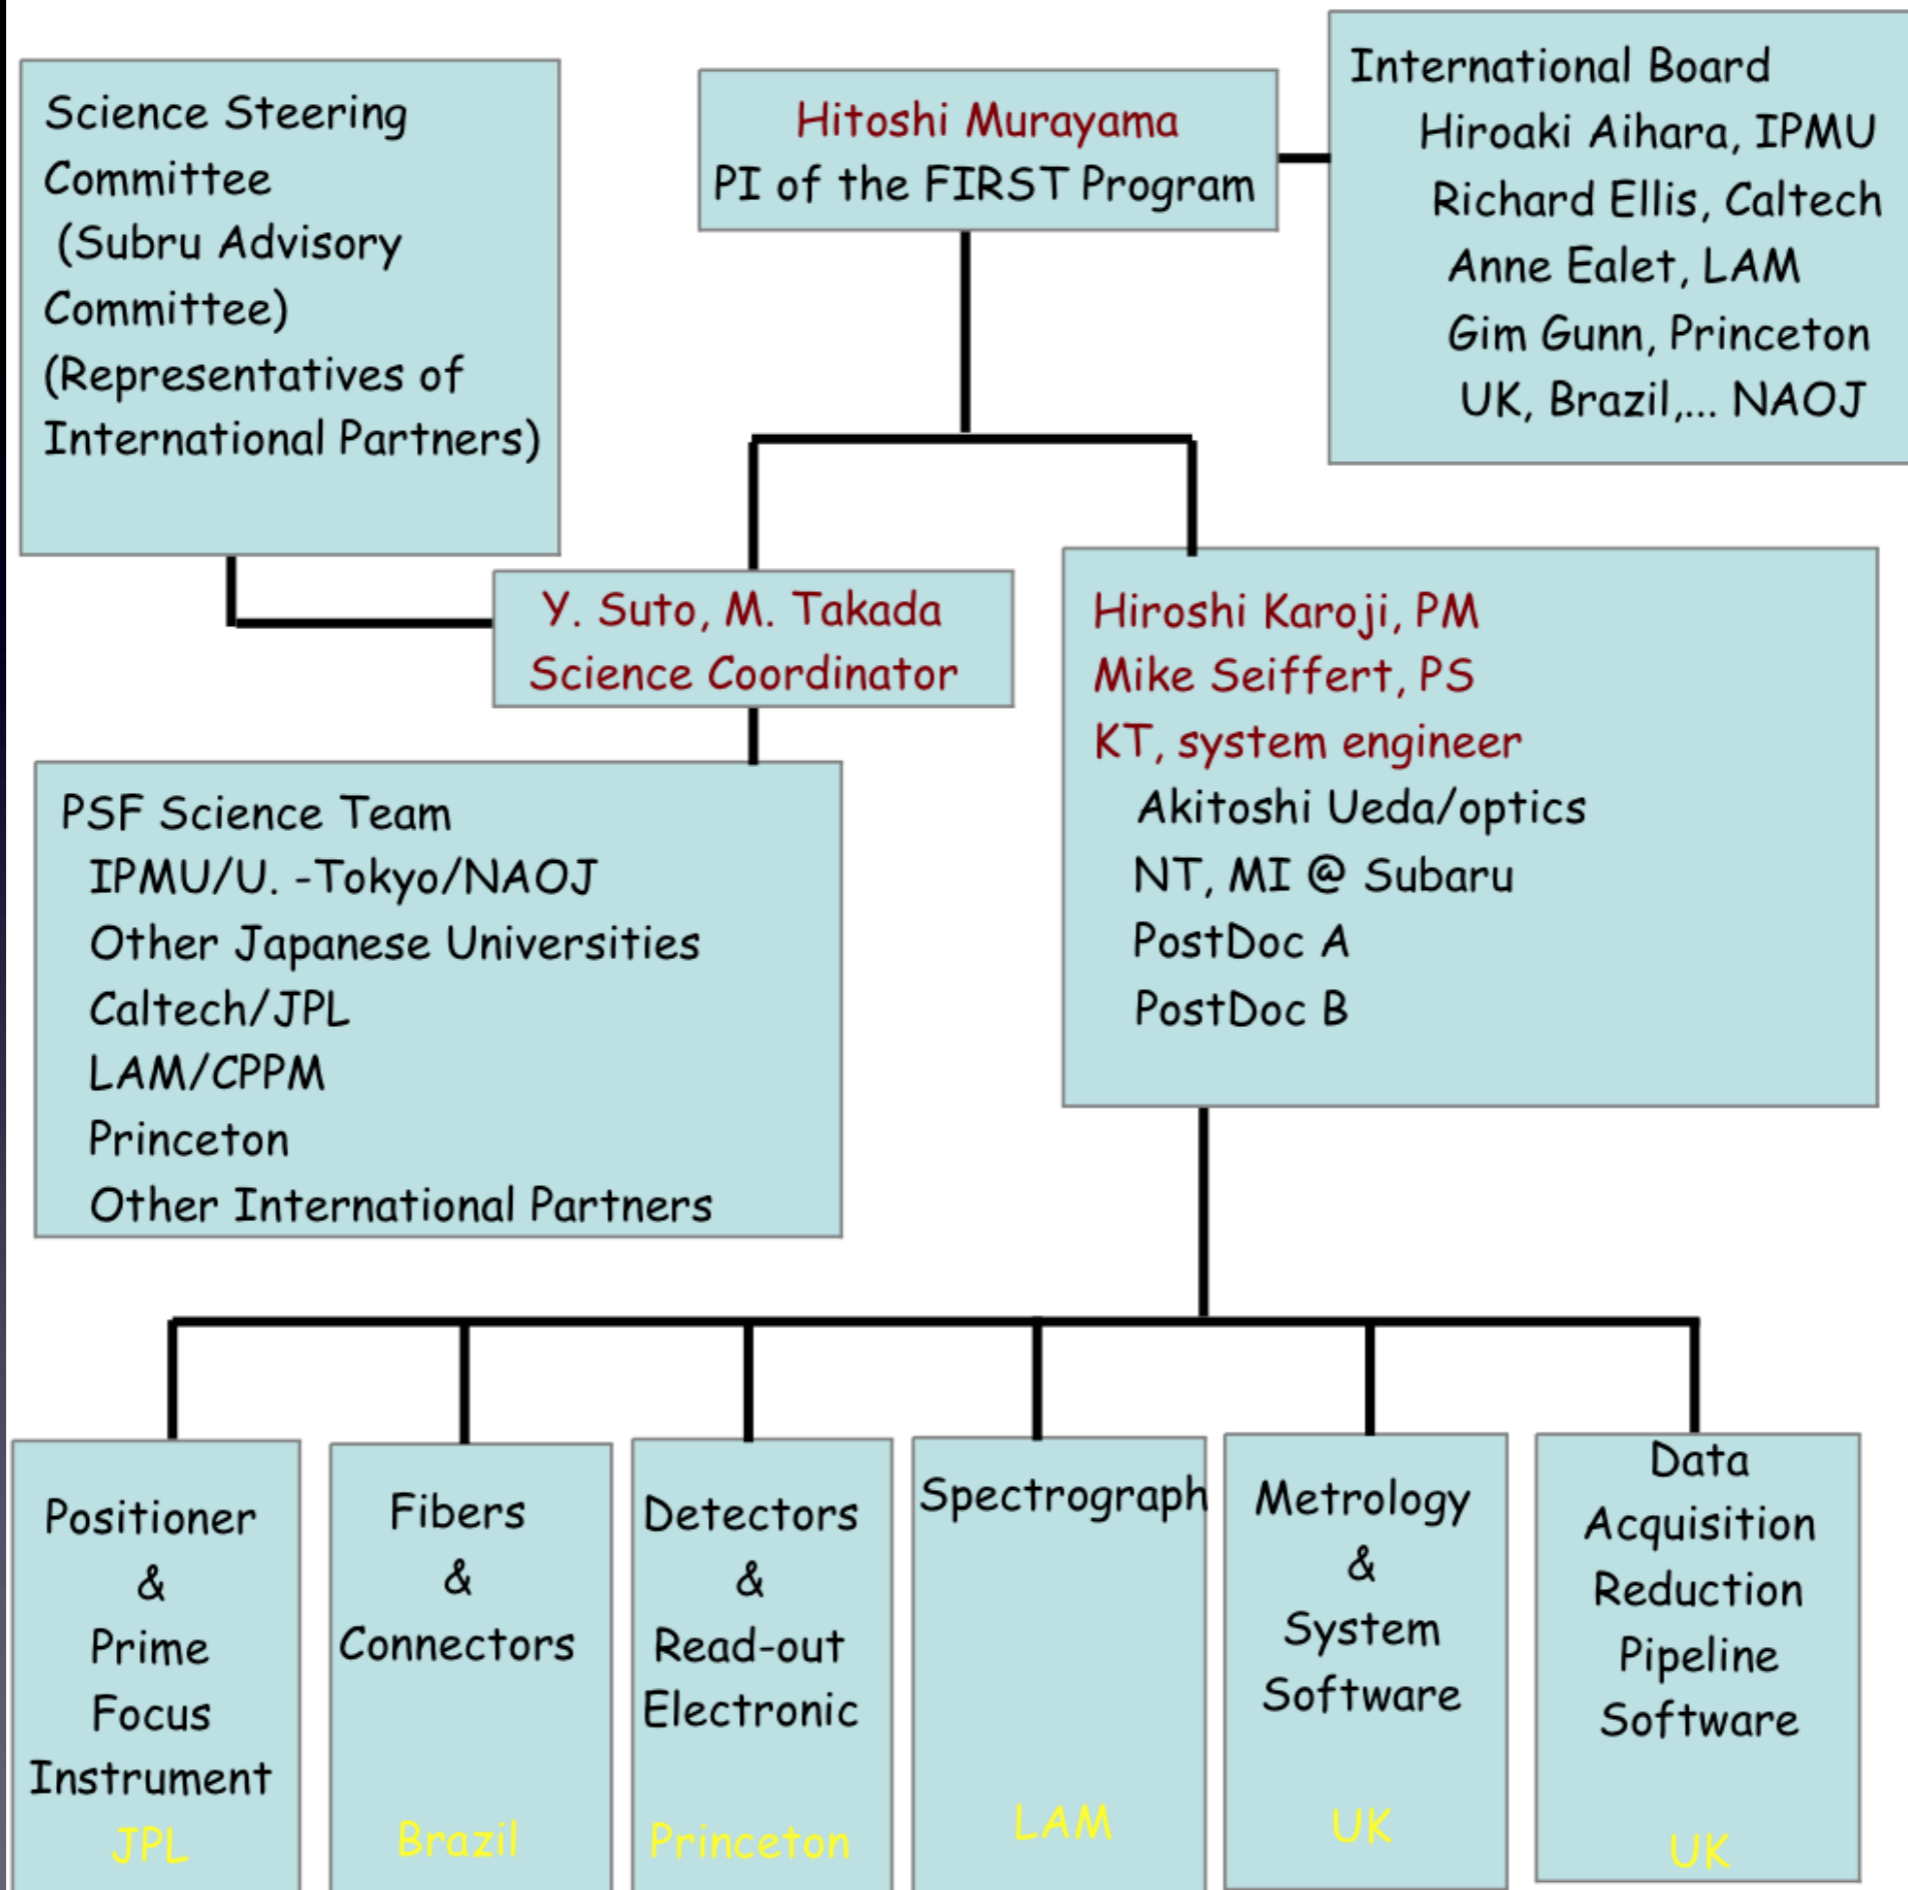 Science Steering
Committee
(Subru Advisory
Committee)
(Representatives of
International Partners)
Hitoshi Murayama
PI of the FIRST Program
International Board
Hiroaki Aihara, IPMU
Richard Ellis, Caltech
Anne Ealet, LAM
Gim Gunn, Princeton
UK, Brazil,... NAOJ
Y. Suto, M. Takada
Science Coordinator
Hiroshi Karoji, PM
Mike Seiffert, PS
KT, system engineer
Akitoshi Ueda/optics
NT, MI @ Subaru
PostDoc A
PostDoc B
PSF Science Team
IPMU/U. -Tokyo/NAOJ
Other Japanese Universities
Caltech/JPL
LAM/CPPM
Princeton
Other International Partners
Positioner
&
Prime
Focus
Instrument
JPL
Fibers
&
Connectors
Brazil
Detectors
&
Read-out
Electronic
Princeton
Spectrograph
LAM
Metrology
&
System
Software
UK
Data
Acquisition
Reduction
Pipeline
Software
UK